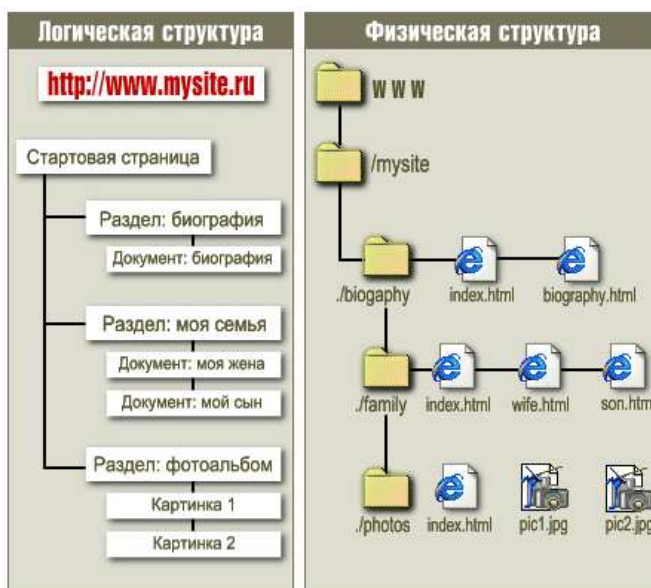 Логическая структура
http://www.mysite.ru
Стартовая страница
Раздел: биография
Документ: биография
Раздел: моя семья
Документ: моя жена
Документ: мой сын
Раздел: фотоальбом
Картинка 1
Картинка 2
Физическая структура
W W W
/mysite
./biogaphy
index.html
biography.html
./family
index.html
wife.html
son.htm
./photos
index.html
pic1.jpg
pic2.jpg